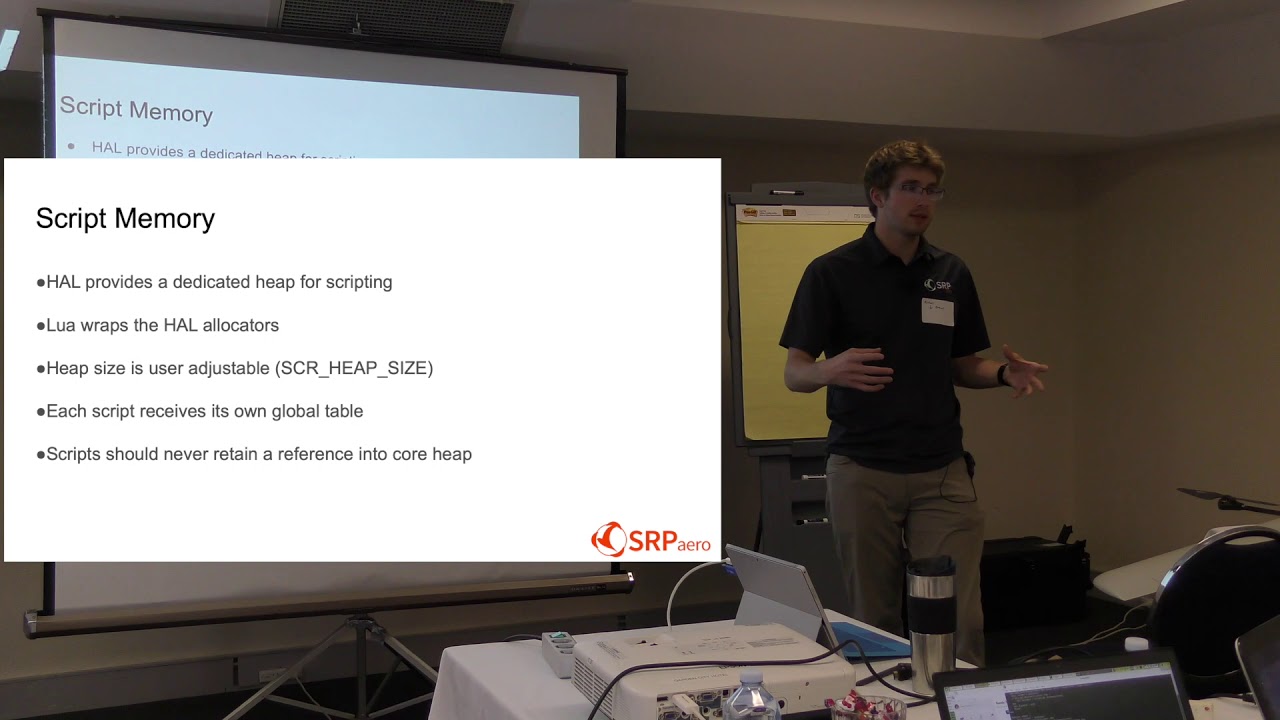 Script Memory
● HAL provides a dedicated heap for
Script Memory
●HAL provides a dedicated heap for scripting
●Lua wraps the HAL allocators
●Heap size is user adjustable (SCR_HEAP_SIZE)
●Each script receives its own global table
●Scripts should never retain a reference into core heap
SRPaero
SRP